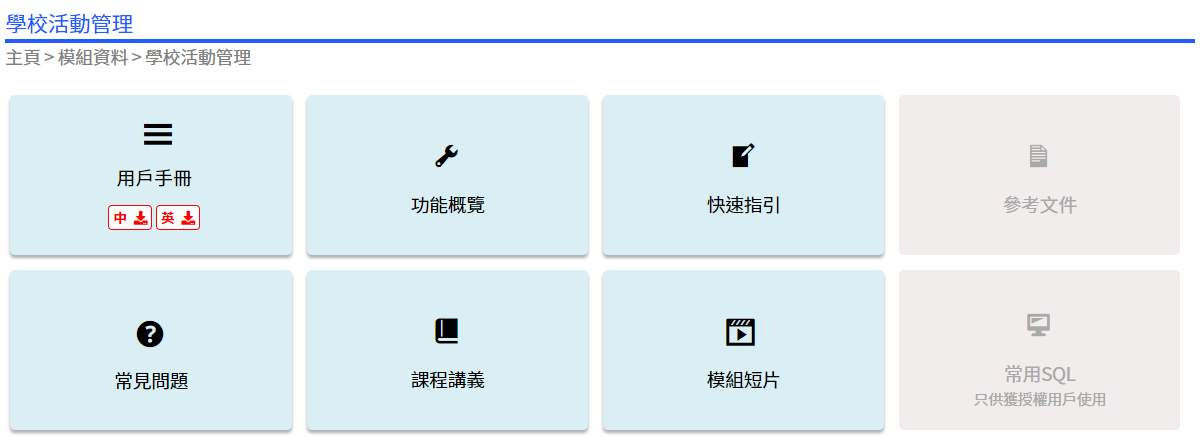 學校活動管理
主頁 > 模組資料 > 學校活動管理
用戶手冊
中 英
功能概覽
快速指引
參考文件
常見問題
課程講義
模組短片
常用SQL
只供獲授權用戶使用